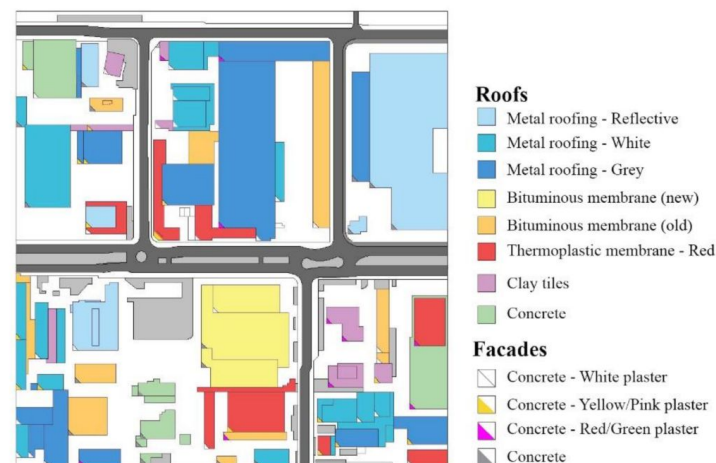 Roofs
Metal roofing - Reflective
Metal roofing - White
Metal roofing - Grey
Bituminous membrane (new)
Bituminous membrane (old)
Thermoplastic membrane - Red
Clay tiles
Concrete
Facades
Concrete - White plaster
Concrete - Yellow/Pink plaster
Concrete - Red/Green plaster
Concrete